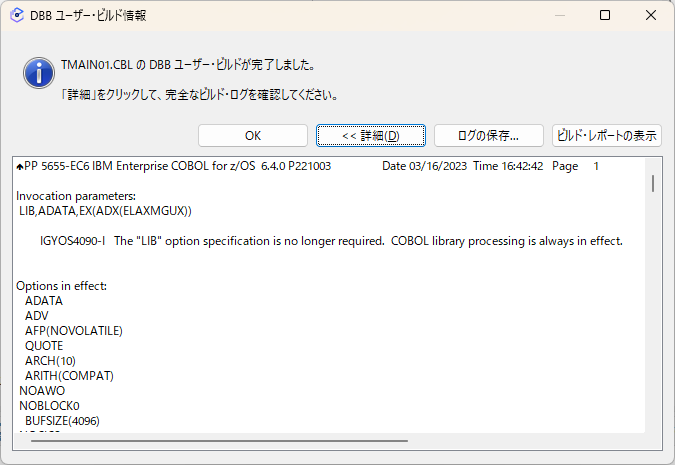 DBB ユーザー・ビルド情報
TMAIN01.CBL の DBB ユーザー・ビルドが完了しました。
「詳細」をクリックして、完全なビルド・ログを確認してください。
OK << 詳細(D) ログの保存... ビルド・レポートの表示
♠PP 5655-EC6 IBM Enterprise COBOL for z/OS 6.4.0 P221003 Date 03/16/2023 Time 16:42:42 Page 1
Invocation parameters:
LIB,ADATA,EX(ADX(ELAXMGUX))
IGYOS4090-I The "LIB" option specification is no longer required. COBOL library processing is always in effect.
Options in effect:
ADATA
ADV
AFP(NOVOLATILE)
QUOTE
ARCH(10)
ARITH(COMPAT)
NOAWO
NOBLOCK0
BUFSIZE(4096)